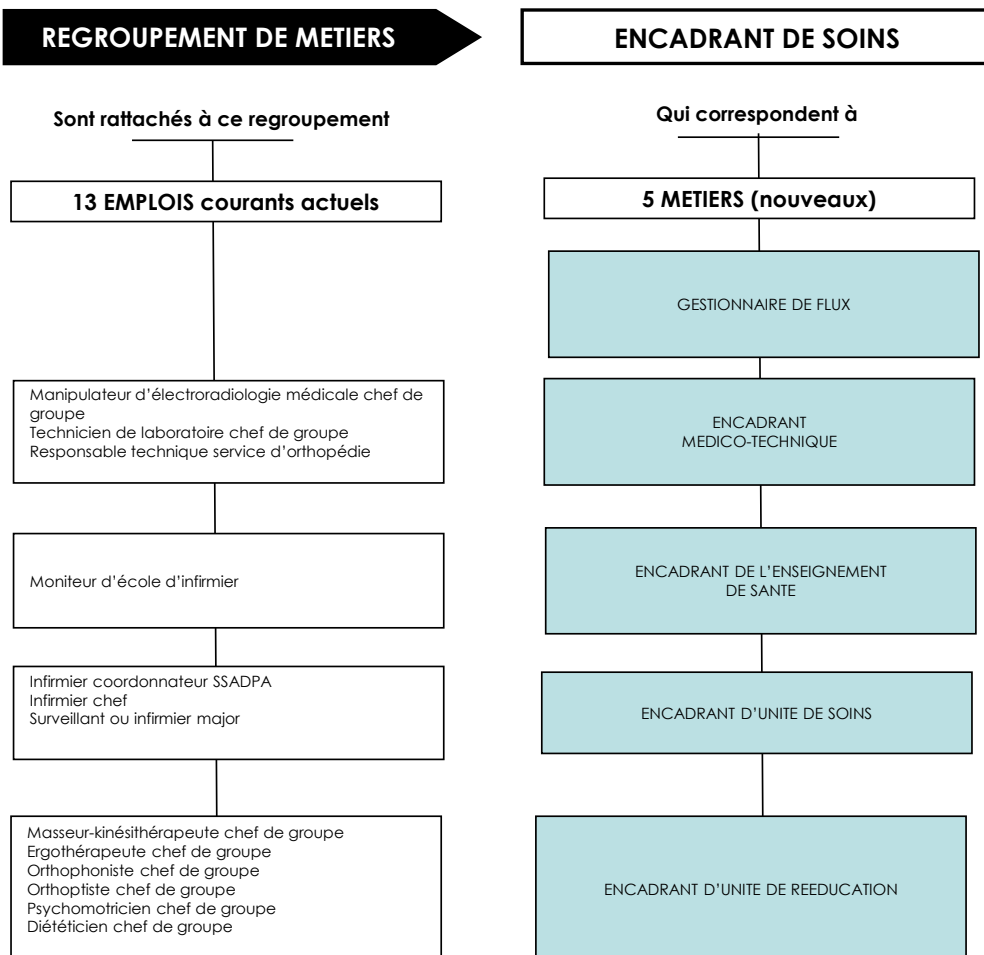 REGROUPEMENT DE METIERS
ENCADRANT DE SOINS
Sont rattachés à ce regroupement
13 EMPLOIS courants actuels
Manipulateur d'électroradiologie médicale chef de
groupe
Technicien de laboratoire chef de groupe
Responsable technique service d'orthopédie
Moniteur d'école d'infirmier
Infirmier coordonnateur SSADPA
Infirmier chef
Surveillant ou infirmier major
Masseur-kinésithérapeute chef de groupe
Ergothérapeute chef de groupe
Orthophoniste chef de groupe
Orthoptiste chef de groupe
Psychomotricien chef de groupe
Diététicien chef de groupe
Qui correspondent à
5 METIERS (nouveaux)
GESTIONNAIRE DE FLUX
ENCADRANT
MEDICO-TECHNIQUE
ENCADRANT DE L'ENSEIGNEMENT
DE SANTE
ENCADRANT D'UNITE DE SOINS
ENCADRANT D'UNITE DE REEDUCATION